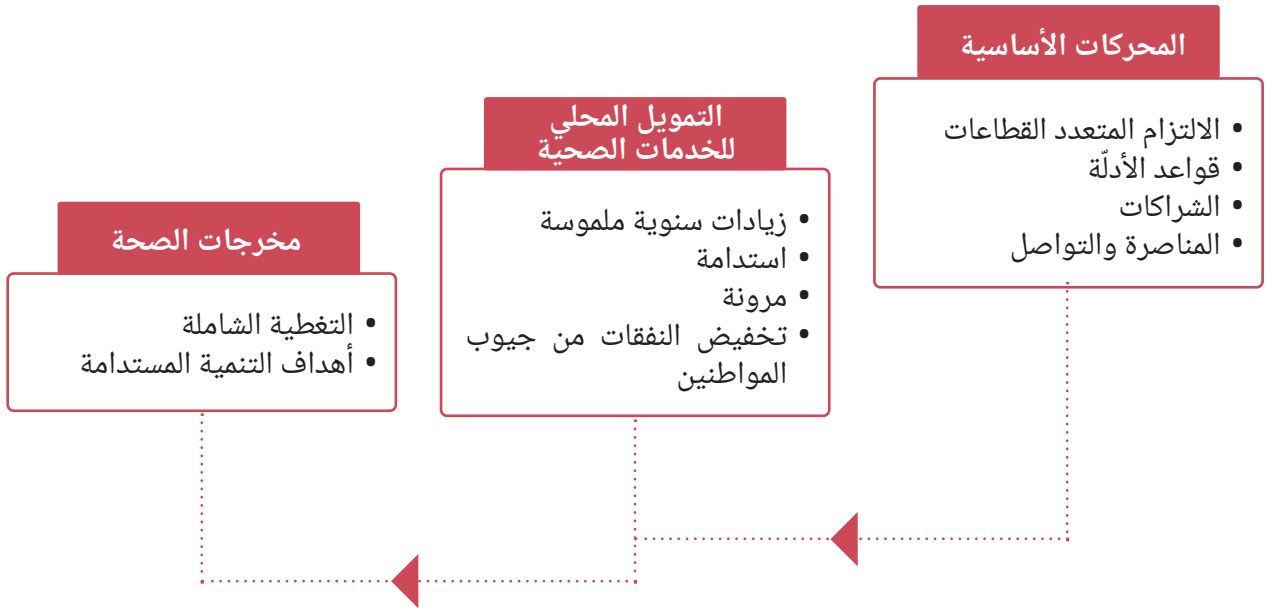 المحركات الأساسية
• الالتزام المتعدد القطاعات
• قواعد الأدلّة
• الشراكات
• المناصرة والتواصل
التمويل المحلي
للخدمات الصحية
• زيادات سنوية ملموسة
• استدامة
• مرونة
• تخفيض النفقات من جيوب
المواطنين
مخرجات الصحة
• التغطية الشاملة
• أهداف التنمية المستدامة